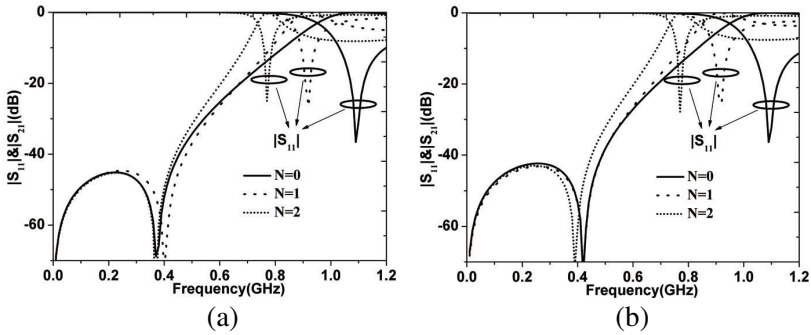 0
-20
-40
-60
|S11|&|S21|(dB)
|S11|
N=0
N=1
N=2
0.0 0.2 0.4 0.6 0.8 1.0 1.2
Frequency(GHz)
(a)
0
-20
-40
-60
|S11|&|S21|(dB)
|S11|
N=0
N=1
N=2
0.0 0.2 0.4 0.6 0.8 1.0 1.2
Frequency(GHz)
(b)